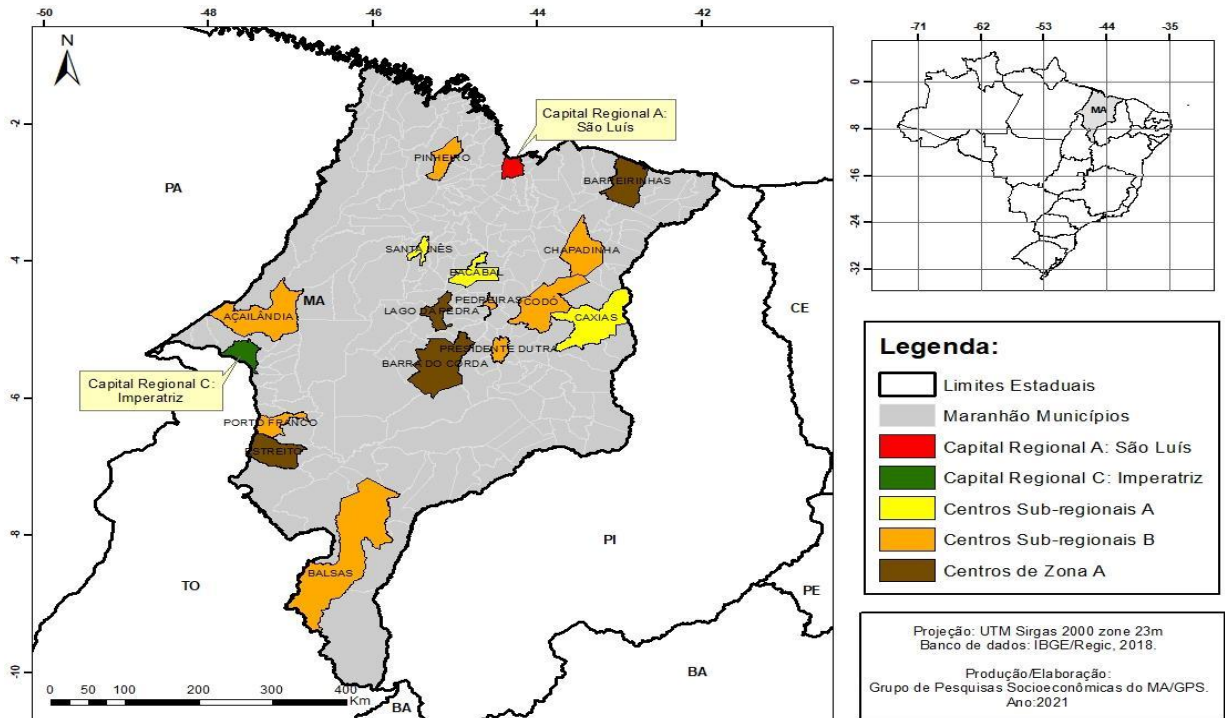 -50
-48
-46
-44
-42
N
-2
-4
-6
-8
-10
Capital Regional A:
São Luís
PINHEIRO
BARREIRINHAS
PA
SANTA INÊS
CHAPADINHA
BACABAL
MA
PEDREIRAS
CODÓ
LAGO DA PEDRA
CAXIAS
AÇAILÂNDIA
CE
PRESIDENTE DUTRA
BARRA DO CORDA
Capital Regional C:
Imperatriz
PORTO FRANCO
ESTREITO
PI
BALSAS
TO
PE
BA
BA
0 50 100 200 300 400
Km
-71
-62
-53
-44
-35
0
-8
-16
-24
-32
MA
Legenda:
Limites Estaduais
Maranhão Municípios
Capital Regional A: São Luís
Capital Regional C: Imperatriz
Centros Sub-regionais A
Centros Sub-regionais B
Centros de Zona A
Projeção: UTM Sirgas 2000 zone 23m
Banco de dados: IBGE/Regic, 2018.
Produção/Elaboração:
Grupo de Pesquisas Socioeconômicas do MA/GPS.
Ano:2021